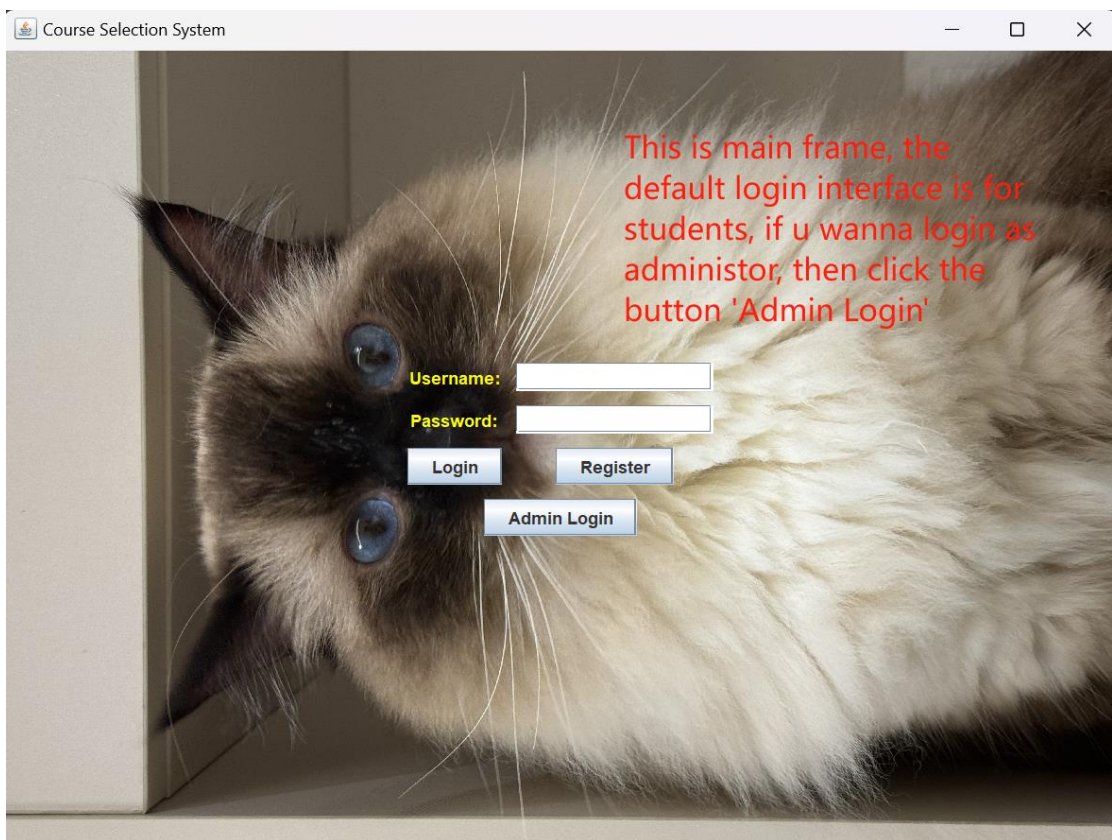 Course Selection System
This is main frame, the
default login interface is for
students, if u wanna login as
administor, then click the
button 'Admin Login'
Username:
Password:
Login Register
Admin Login